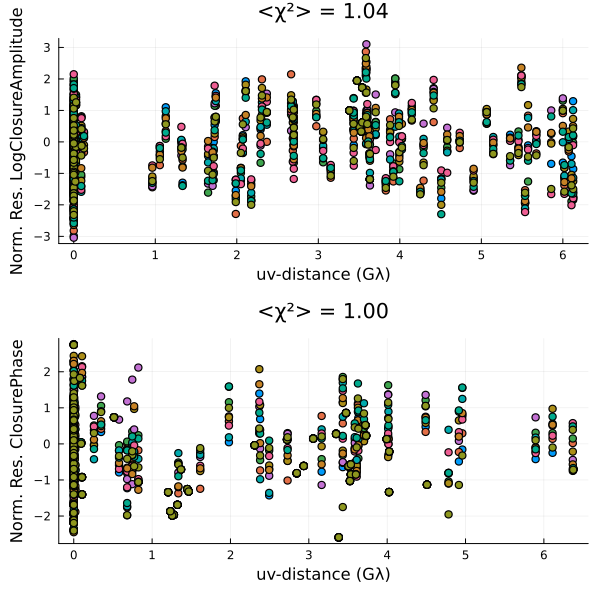 <χ²> = 1.04
Norm. Res. LogClosureAmplitude
3
2
1
0
−1
−2
−3
0 1 2 3 4 5 6
uv-distance (Gλ)
<χ²> = 1.00
Norm. Res. ClosurePhase
2
1
0
−1
−2
0 1 2 3 4 5 6
uv-distance (Gλ)